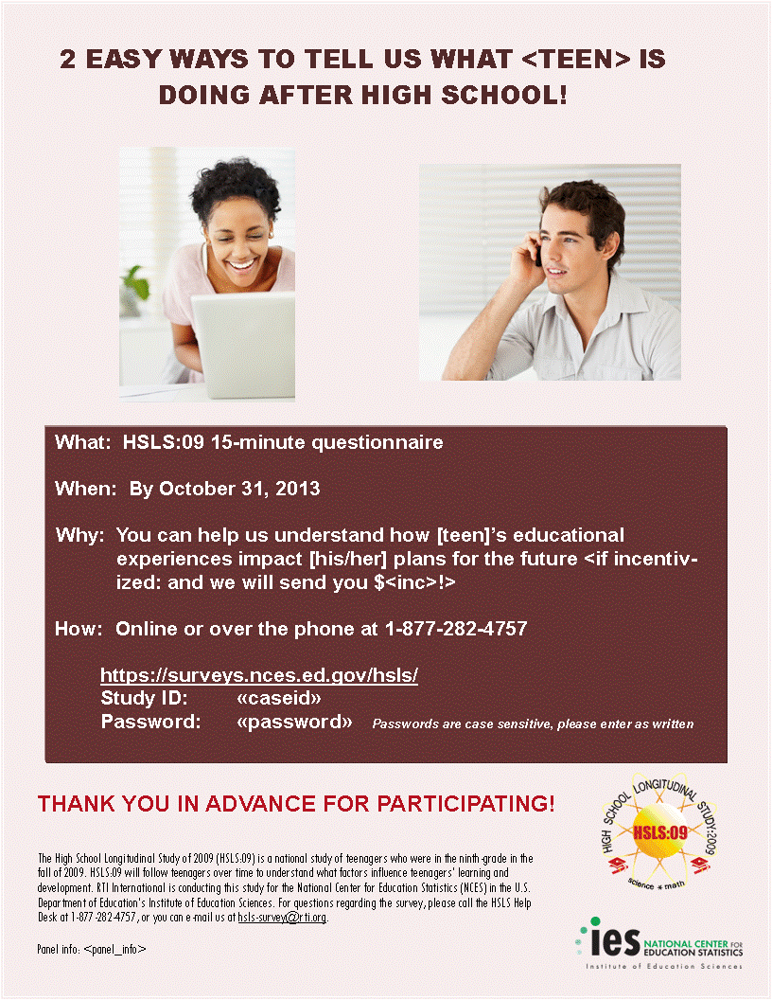 2 EASY WAYS TO TELL US WHAT <TEEN> IS
DOING AFTER HIGH SCHOOL!
What: HSLS:09 15-minute questionnaire
When: By October 31, 2013
Why: You can help us understand how [teen]’s educational
experiences impact [his/her] plans for the future <if incentiv-
ized: and we will send you $<inc>!>
How: Online or over the phone at 1-877-282-4757
https://surveys.nces.ed.gov/hsls/
Study ID: «caseid»
Password: «password» Passwords are case sensitive, please enter as written
THANK YOU IN ADVANCE FOR PARTICIPATING!
HIGH SCHOOL LONGITUDINAL STUDY:2009
HSLS:09
science * math
The High School Longitudinal Study of 2009 (HSLS:09) is a national study of teenagers who were in the ninth-grade in the
fall of 2009. HSLS:09 will follow teenagers over time to understand what factors influence teenagers’ learning and
development. RTI International is conducting this study for the National Center for Education Statistics (NCES) in the U.S.
Department of Education’s Institute of Education Sciences. For questions regarding the survey, please call the HSLS Help
Desk at 1-877-282-4757, or you can e-mail us at hsls-survey@rti.org.
Panel info: <panel_info>
ies NATIONAL CENTER FOR
EDUCATION STATISTICS
Institute of Education Sciences